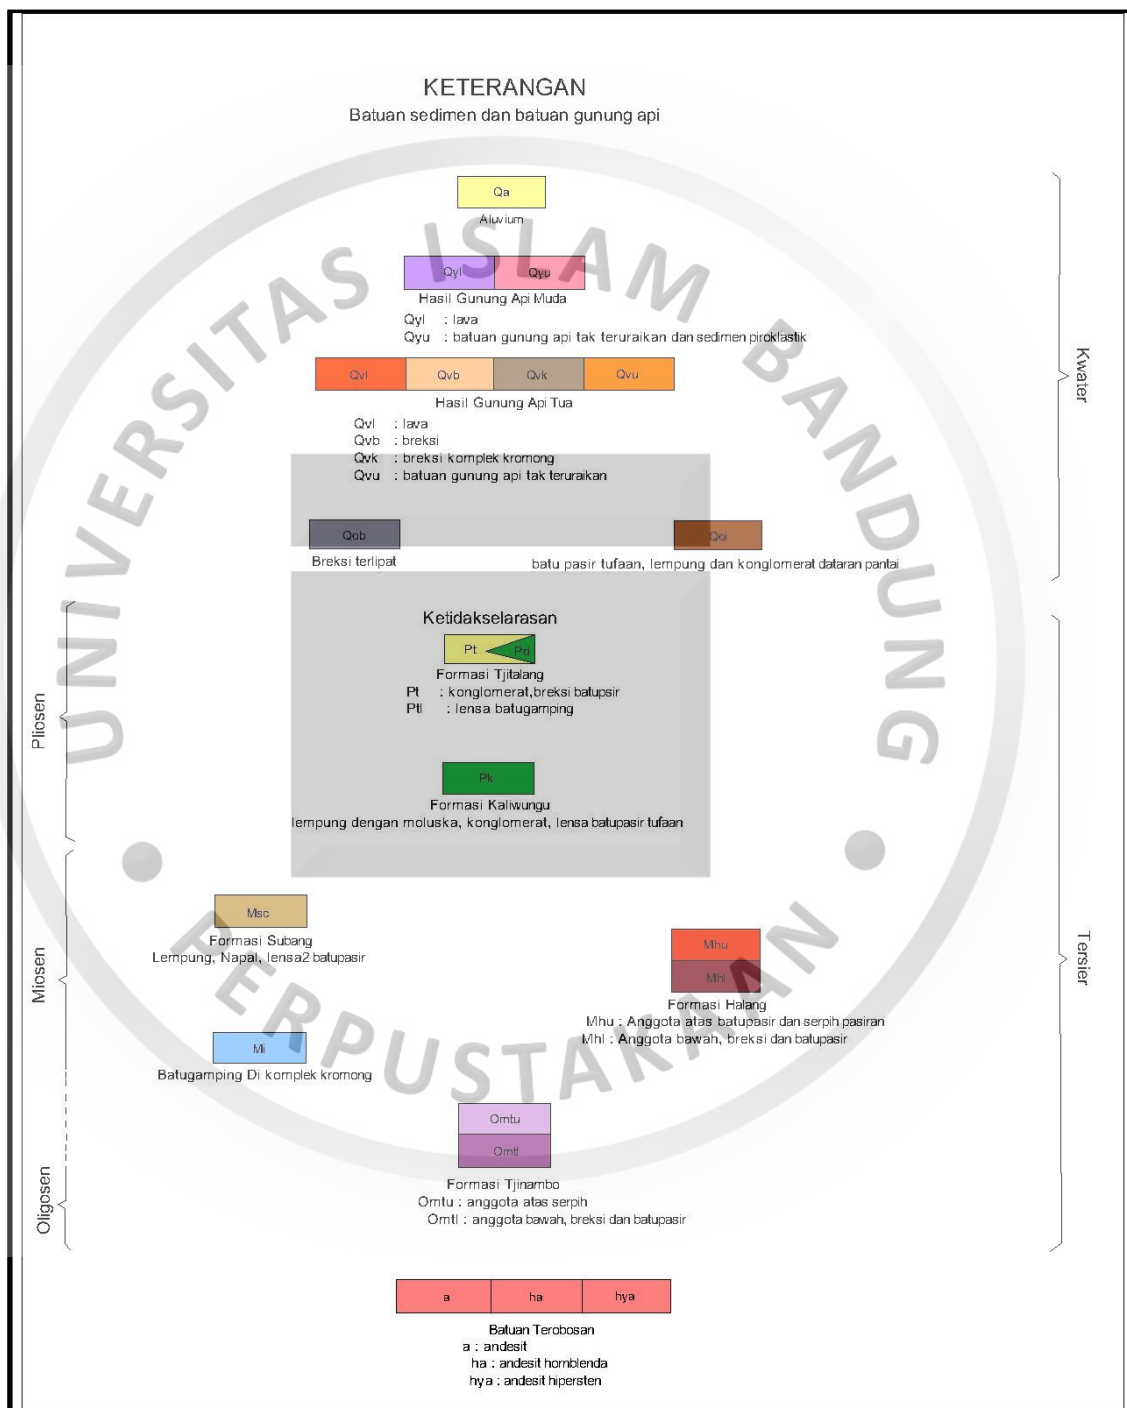 KETERANGAN
Batuan sedimen dan batuan gunung api
Qa
Aluvium
Qyl Qyu
Hasil Gunung Api Muda
Qyl : lava
Qyu : batuan gunung api tak teruraikan dan sedimen piroklastik
Qvl Qvb Qvk Qvu
Hasil Gunung Api Tua
Qvl : lava
Qvb : breksi
Qvk : breksi komplek kromong
Qvu : batuan gunung api tak teruraikan
Kwater
Qob
Breksi terlipat
Qoi
batu pasir tufaan, lempung dan konglomerat dataran pantai
Ketidakselarasan
Pt Pd
Formasi Tjitalang
Pt : konglomerat,breksi batupsir
Ptl : lensa batugamping
Pliosen
Pk
Formasi Kaliwungu
lempung dengan moluska, konglomerat, lensa batupasir tufaan
Msc
Formasi Subang
Lempung, Napal, lensa2 batupasir
Miosen
Mhu
Mhl
Formasi Halang
Mhu : Anggota atas batupasir dan serpih pasiran
Mhl : Anggota bawah, breksi dan batupasir
Tersier
Ml
Batugamping Di komplek kromong
Omtu
Omtl
Formasi Tjinambo
Omtu : anggota atas serpih
Omtl : anggota bawah, breksi dan batupasir
Oligosen
a ha hya
Batuan Terobosan
a : andesit
ha : andesit hornblenda
hya : andesit hipersten
UNIVERSITAS ISLAM BANDUNG
PERPUSTAKAAN